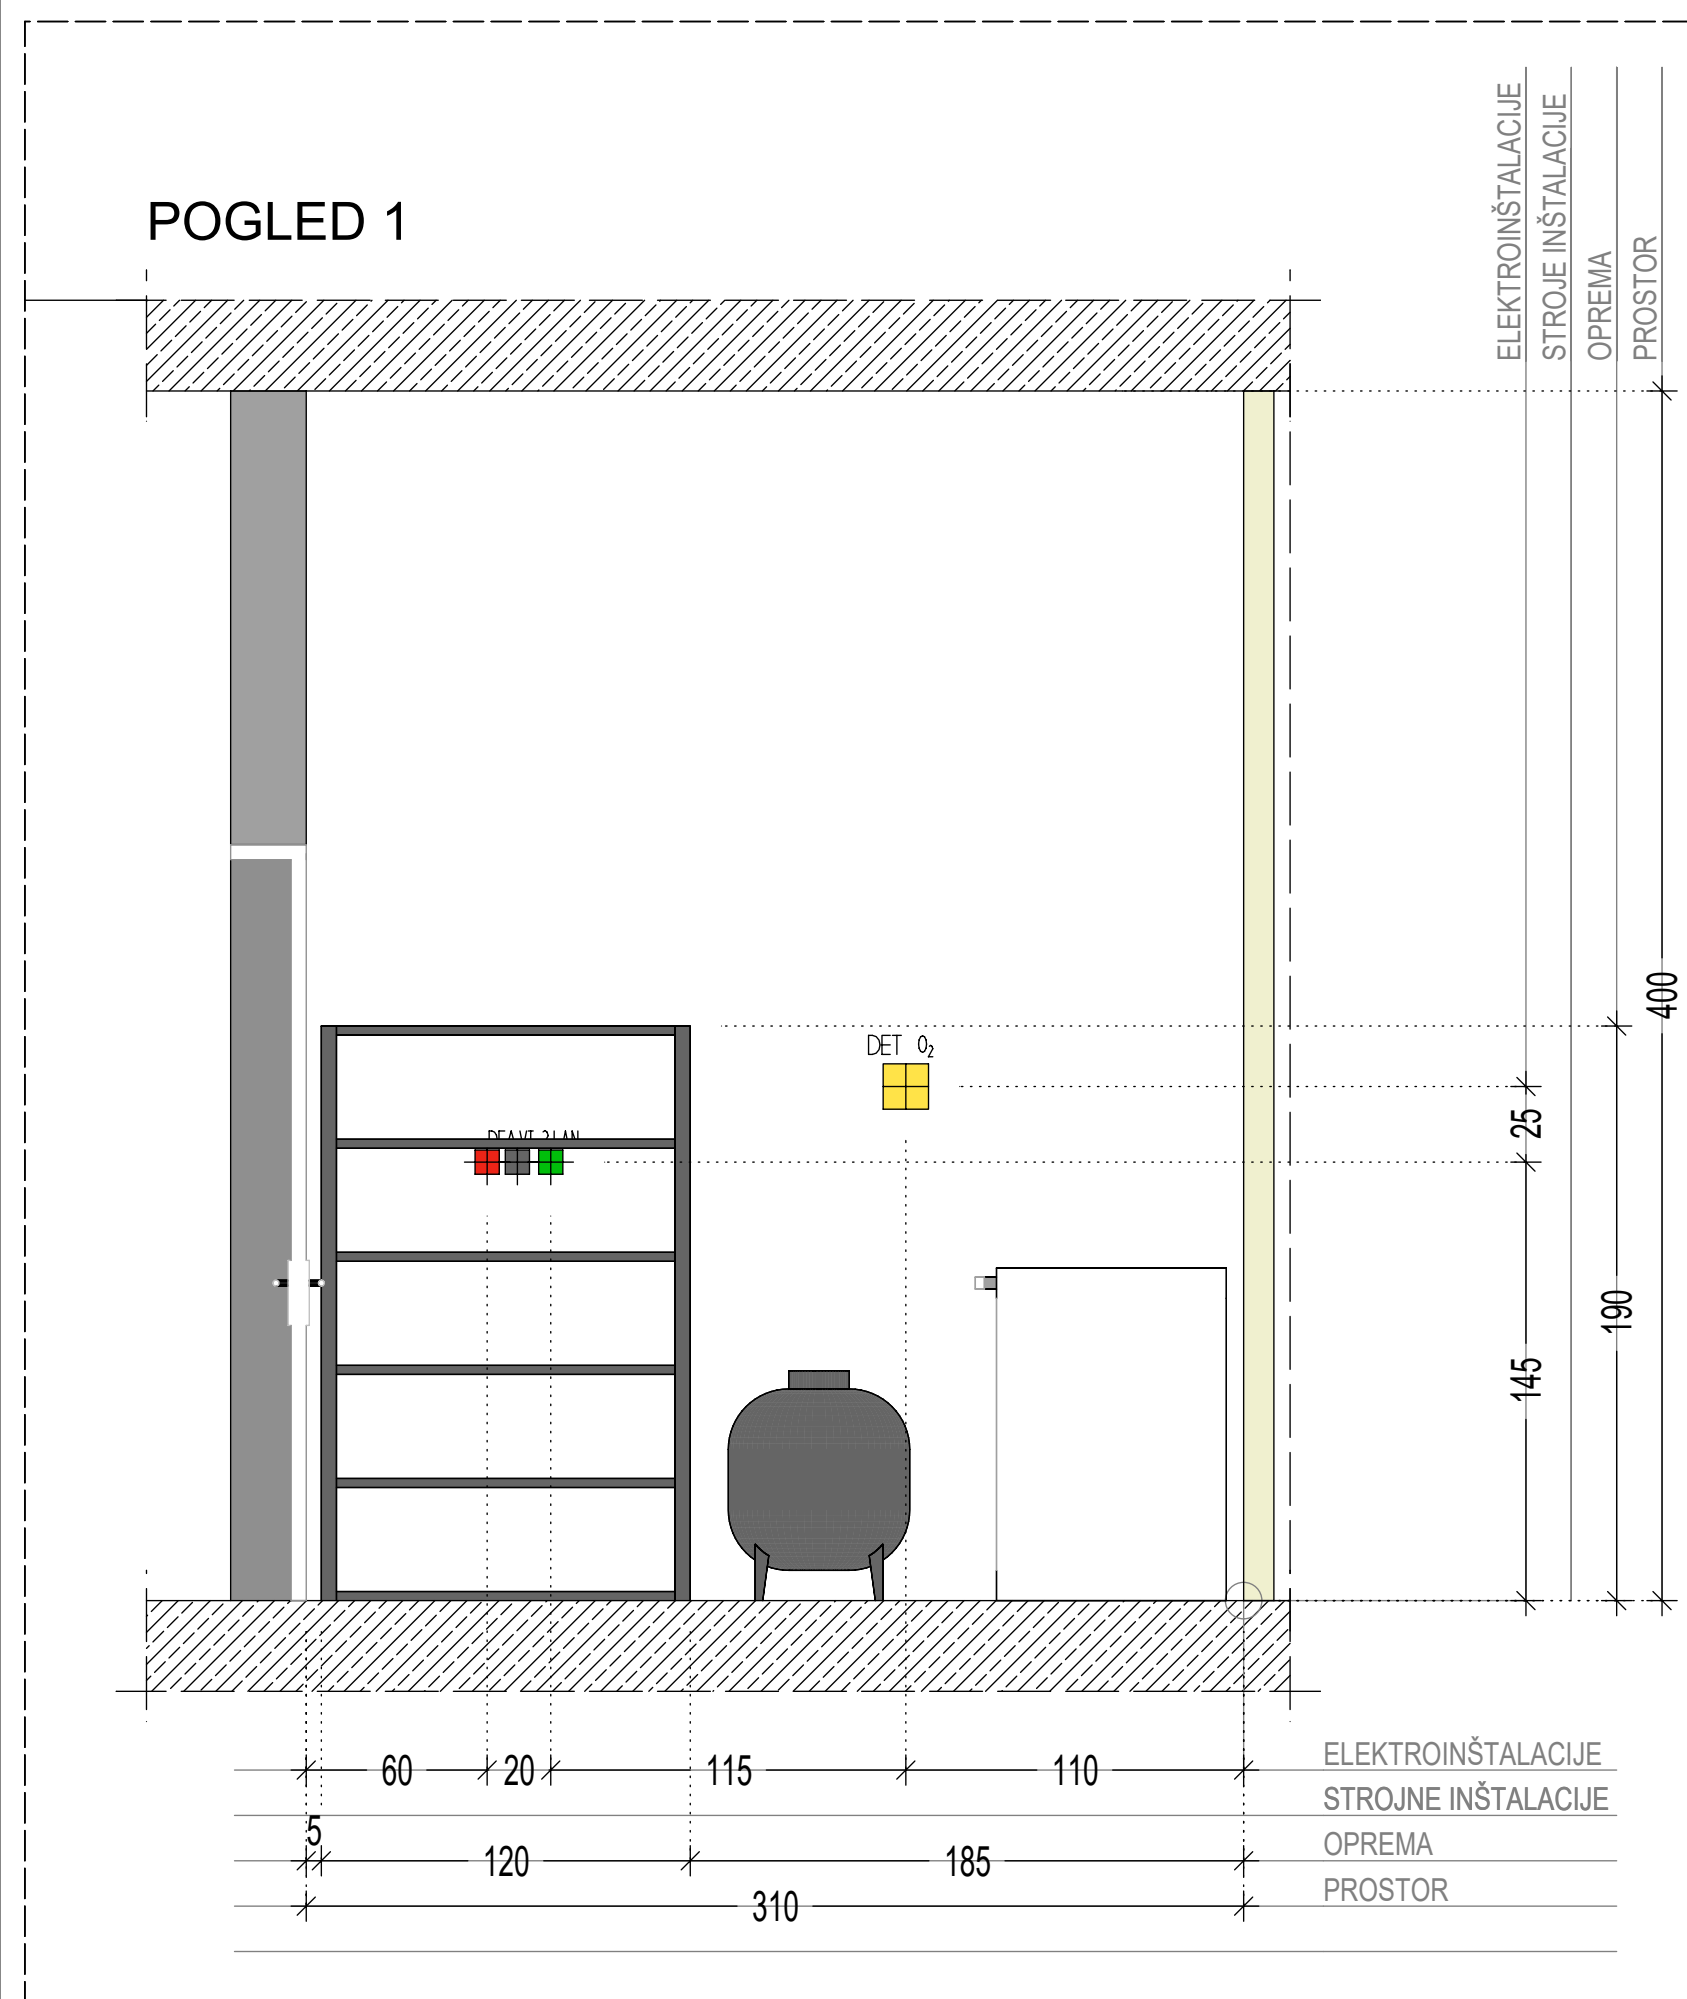 POGLED 1
ELEKTROINŠTALACIJE
STROJE INŠTALACIJE
OPREMA
PROSTOR
400
DET O₂
25
190
145
ELEKTROINŠTALACIJE
60 20 115 110
STROJNE INŠTALACIJE
5
OPREMA
120 185
PROSTOR
310